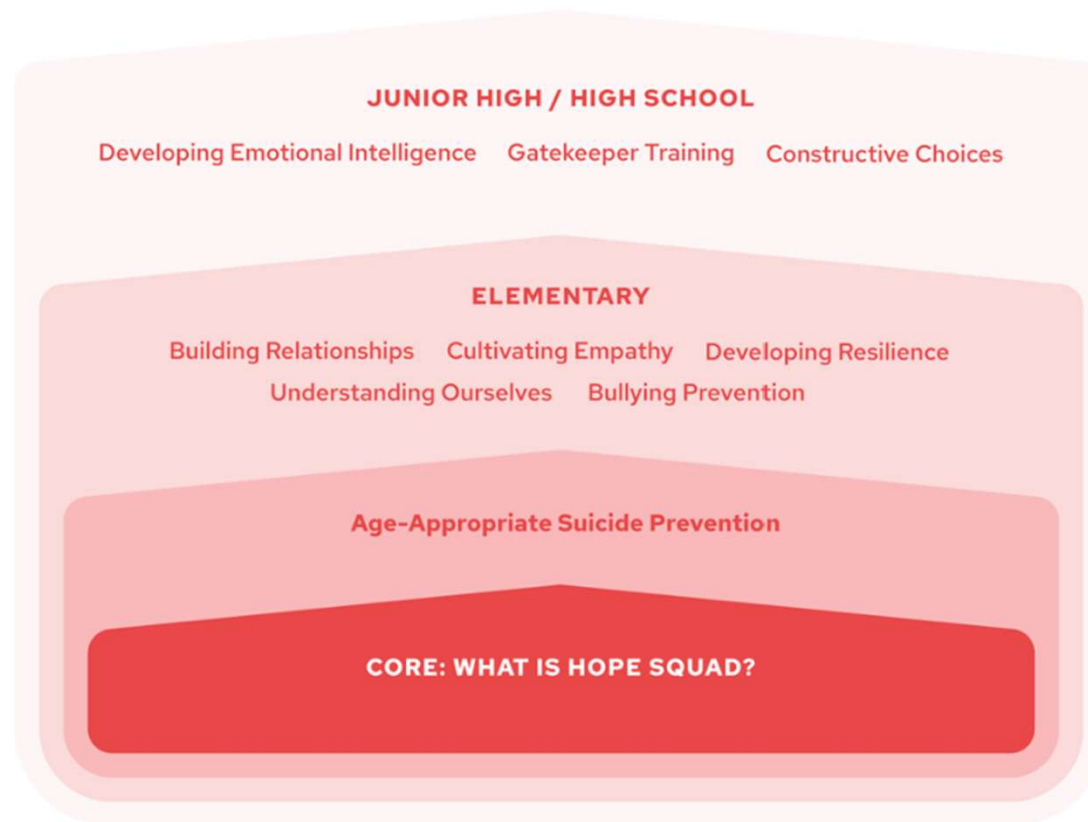 JUNIOR HIGH / HIGH SCHOOL
Developing Emotional Intelligence Gatekeeper Training Constructive Choices
ELEMENTARY
Building Relationships Cultivating Empathy Developing Resilience
Understanding Ourselves Bullying Prevention
Age-Appropriate Suicide Prevention
CORE: WHAT IS HOPE SQUAD?